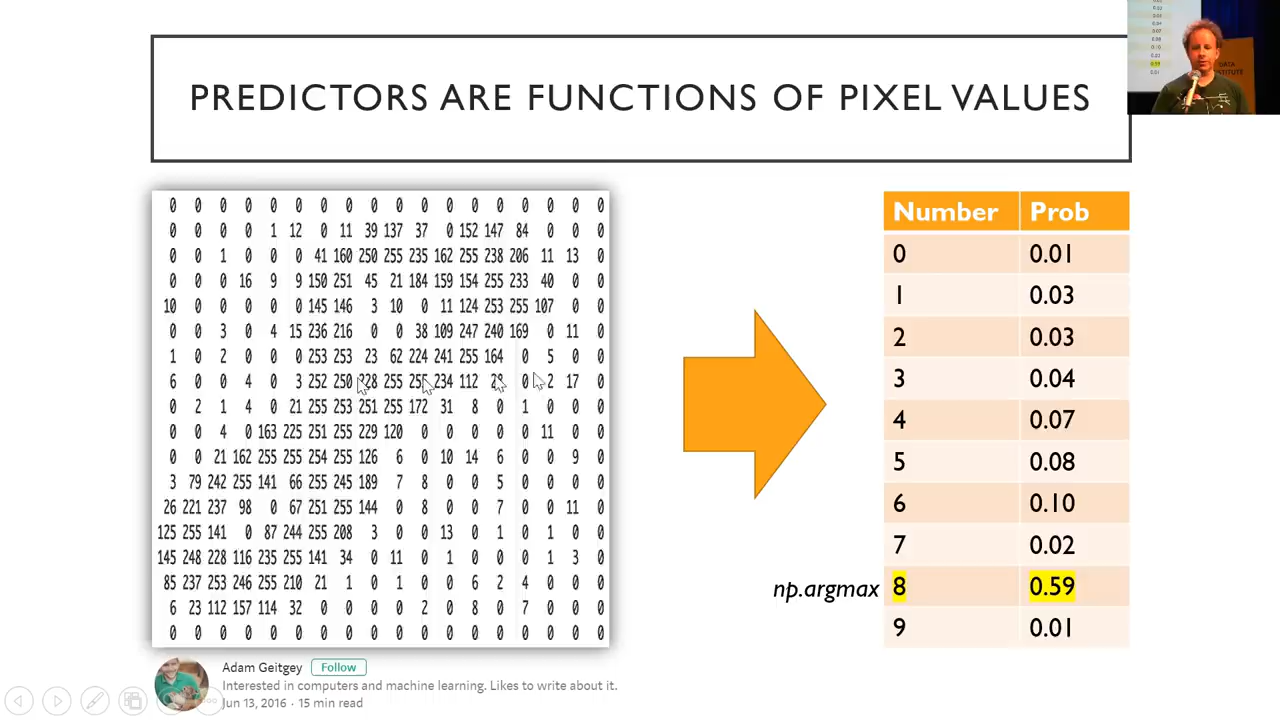 PREDICTORS ARE FUNCTIONS OF PIXEL VALUES
0 0 0 0 0 0 0 0 0 0 0 0 0 0 0 0 0 0
0 0 0 0 1 12 0 11 39 137 37 0 152 147 84 0 0 0
0 0 1 0 0 0 41 160 250 255 235 162 255 238 206 11 13 0
0 0 0 16 9 9 150 251 45 21 184 159 154 255 233 40 0 0
10 0 0 0 0 0 145 146 3 10 0 11 124 253 255 107 0 0
0 0 3 0 4 15 236 216 0 0 38 109 247 240 169 0 11 0
1 0 2 0 0 0 253 253 23 62 224 241 255 164 0 5 0 0
6 0 0 4 0 3 252 250 228 255 255 234 112 0 2 17 0
0 2 1 4 0 21 255 253 251 255 172 31 8 0 1 0 0 0
0 0 4 0 163 225 251 255 229 120 0 0 0 0 0 11 0 0
0 0 21 162 255 255 254 255 126 6 0 10 14 6 0 0 9 0
3 79 242 255 141 66 255 245 189 7 8 0 0 5 0 0 0 0
26 221 237 98 0 67 251 255 144 0 8 0 0 7 0 0 11 0
125 255 141 0 87 244 255 208 3 0 0 13 0 1 0 1 0 0
145 248 228 116 235 255 141 34 0 11 0 1 0 0 0 1 3 0
85 237 253 246 255 210 21 1 0 1 0 0 6 2 4 0 0 0
6 23 112 157 114 32 0 0 0 0 2 0 8 0 7 0 0 0
0 0 0 0 0 0 0 0 0 0 0 0 0 0 0 0 0 0
Number Prob
0 0.01
1 0.03
2 0.03
3 0.04
4 0.07
5 0.08
6 0.10
7 0.02
np.argmax 8 0.59
9 0.01
Adam Geitgey Follow
Interested in computers and machine learning. Likes to write about it.
Jun 13, 2016 · 15 min read